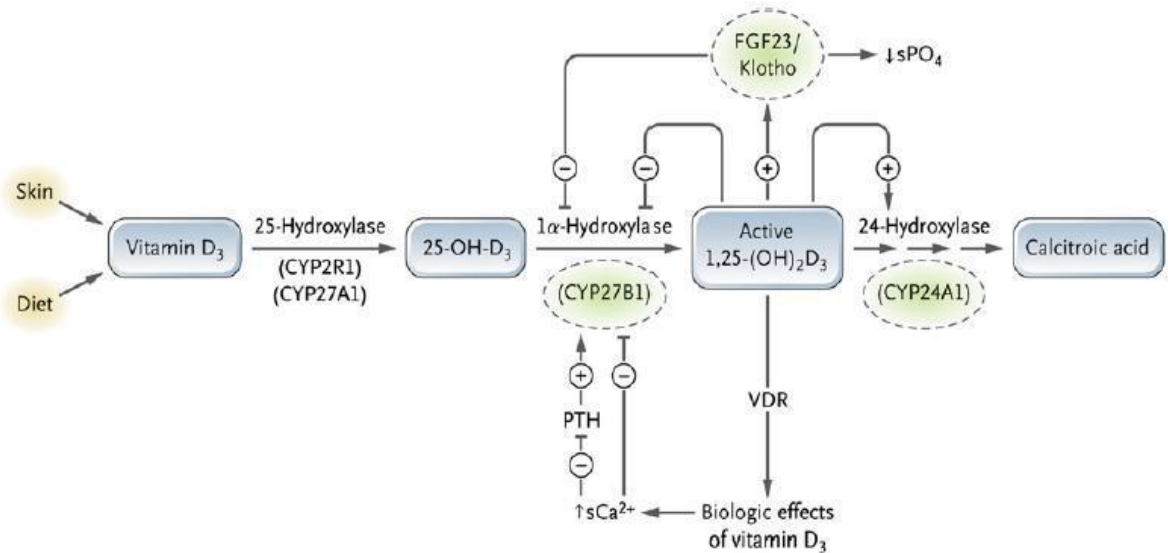 FGF23/
Klotho
↓sPO₄
−
−
+
+
Skin
Diet
Vitamin D₃
25-Hydroxylase
(CYP2R1)
(CYP27A1)
25-OH-D₃
1α-Hydroxylase
(CYP27B1)
Active
1,25-(OH)₂D₃
24-Hydroxylase
(CYP24A1)
Calcitroic acid
+
−
PTH
−
VDR
↑sCa²⁺
Biologic effects
of vitamin D₃